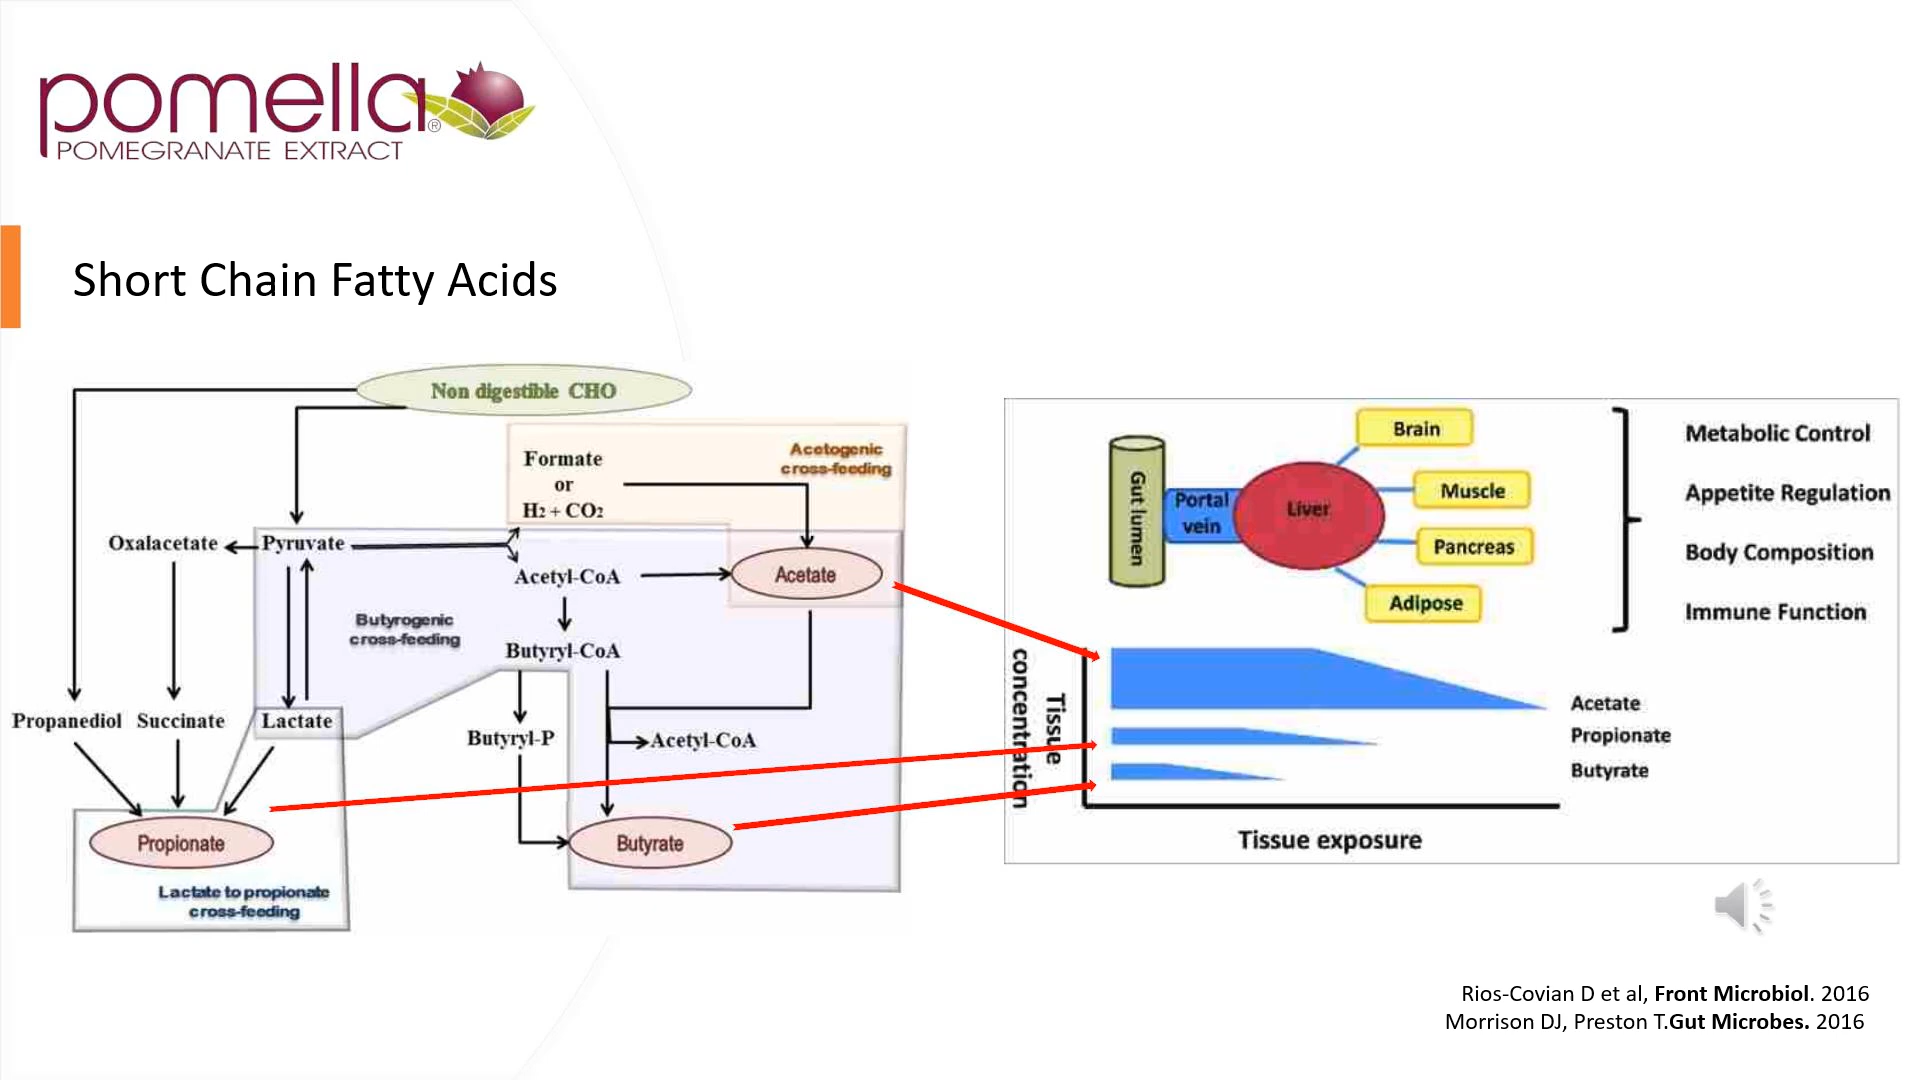 pomella®
POMEGRANATE EXTRACT
Short Chain Fatty Acids
Non digestible CHO
Formate
or
H2 + CO2
Acetogenic
cross-feeding
Oxalacetate
Pyruvate
Acetyl-CoA
Acetate
Butyrogenic
cross-feeding
Butyryl-CoA
Propanediol
Succinate
Lactate
Butyryl-P
Acetyl-CoA
Propionate
Butyrate
Lactate to propionate
cross-feeding
Gut lumen
Portal
vein
Liver
Brain
Muscle
Pancreas
Adipose
Metabolic Control
Appetite Regulation
Body Composition
Immune Function
Tissue
concentration
Acetate
Propionate
Butyrate
Tissue exposure
Rios-Covian D et al, Front Microbiol. 2016
Morrison DJ, Preston T.Gut Microbes. 2016